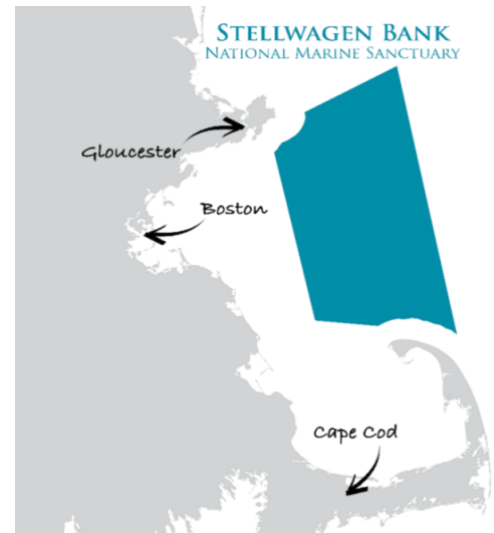 STELLWAGEN BANK
NATIONAL MARINE SANCTUARY
Gloucester
Boston
Cape Cod